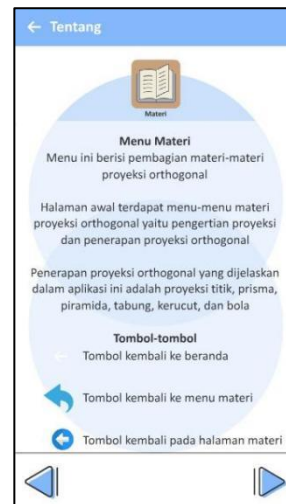 ← Tentang
Materi
Menu Materi
Menu ini berisi pembagian materi-materi
proyeksi orthogonal
Halaman awal terdapat menu-menu materi
proyeksi orthogonal yaitu pengertian proyeksi
dan penerapan proyeksi orthogonal
Penerapan proyeksi orthogonal yang dijelaskan
dalam aplikasi ini adalah proyeksi titik, prisma,
piramida, tabung, kerucut, dan bola
Tombol-tombol
Tombol kembali ke beranda
Tombol kembali ke menu materi
Tombol kembali pada halaman materi